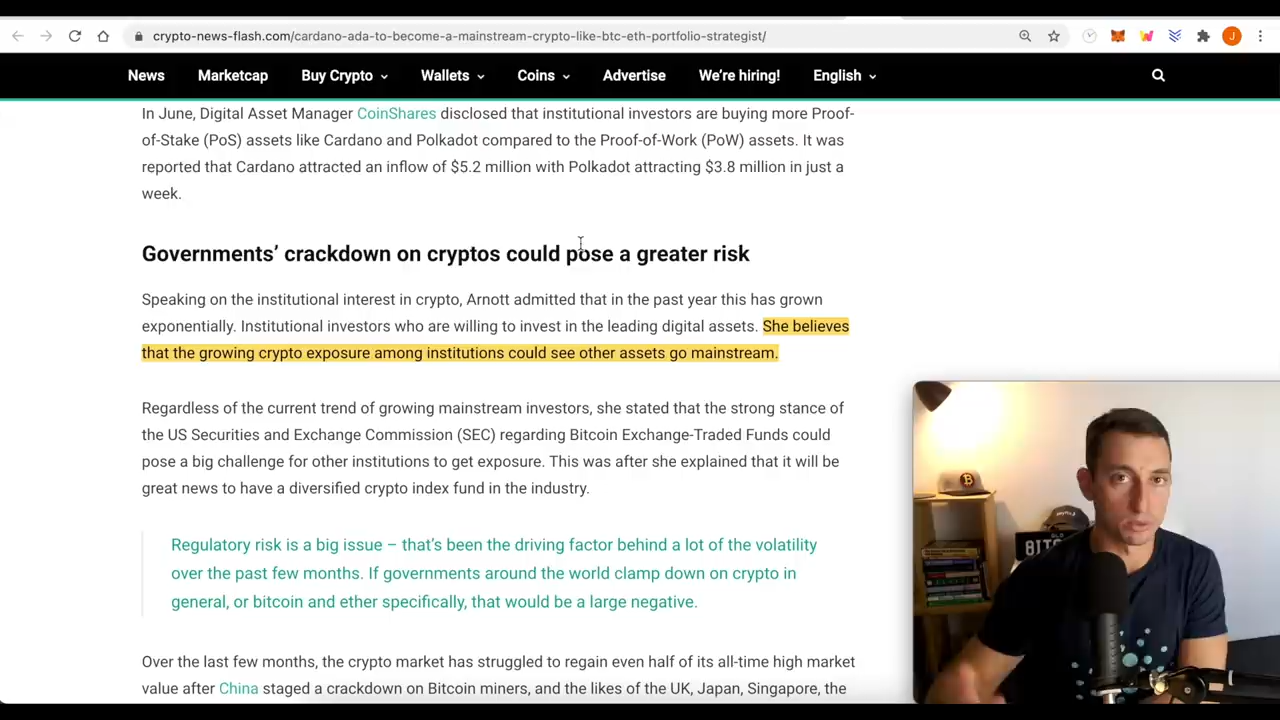 crypto-news-flash.com/cardano-ada-to-become-a-mainstream-crypto-like-btc-eth-portfolio-strategist/
J
News Marketcap Buy Crypto Wallets Coins Advertise We're hiring! English
In June, Digital Asset Manager CoinShares disclosed that institutional investors are buying more Proof-
of-Stake (PoS) assets like Cardano and Polkadot compared to the Proof-of-Work (PoW) assets. It was
reported that Cardano attracted an inflow of $5.2 million with Polkadot attracting $3.8 million in just a
week.
Governments' crackdown on cryptos could pose a greater risk
Speaking on the institutional interest in crypto, Arnott admitted that in the past year this has grown
exponentially. Institutional investors who are willing to invest in the leading digital assets. She believes
that the growing crypto exposure among institutions could see other assets go mainstream.
Regardless of the current trend of growing mainstream investors, she stated that the strong stance of
the US Securities and Exchange Commission (SEC) regarding Bitcoin Exchange-Traded Funds could
pose a big challenge for other institutions to get exposure. This was after she explained that it will be
great news to have a diversified crypto index fund in the industry.
Regulatory risk is a big issue – that's been the driving factor behind a lot of the volatility
over the past few months. If governments around the world clamp down on crypto in
general, or bitcoin and ether specifically, that would be a large negative.
Over the last few months, the crypto market has struggled to regain even half of its all-time high market
value after China staged a crackdown on Bitcoin miners, and the likes of the UK, Japan, Singapore, the